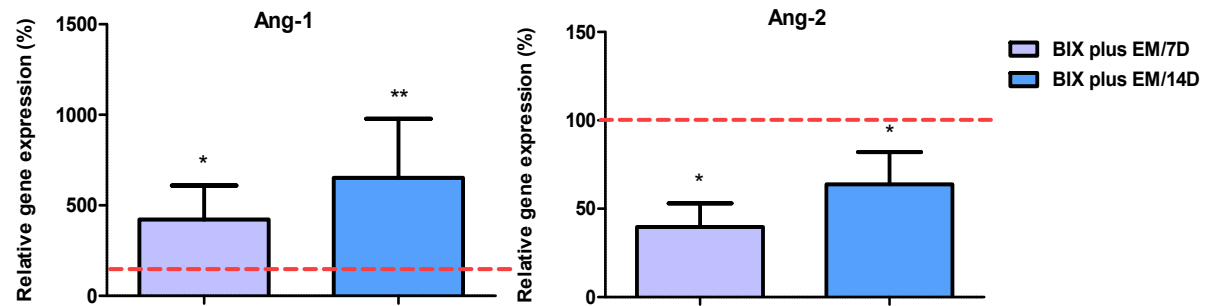 Ang-1
Relative gene expression (%)
1500
1000
500
0
*
**
Ang-2
Relative gene expression (%)
150
100
50
0
*
*
BIX plus EM/7D
BIX plus EM/14D